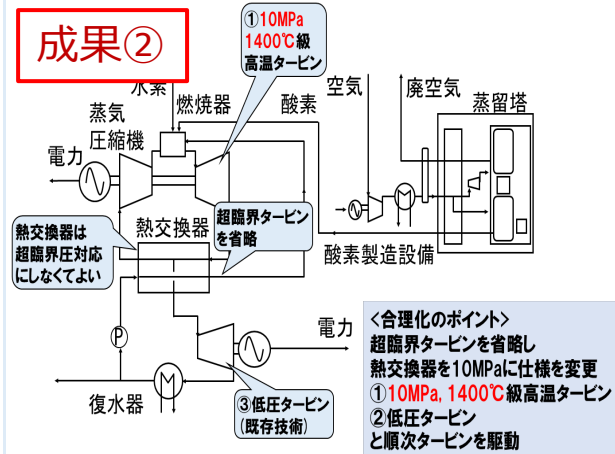 成果②
①10MPa
1400℃級
高温タービン
水素
燃焼器
酸素
空気
廃空気
蒸留塔
蒸気
圧縮機
電力
熱交換器は
超臨界圧対応
にしなくてよい
熱交換器
超臨界タービン
を省略
酸素製造設備
P
電力
復水器
③低圧タービン
(既存技術)
<合理化のポイント>
超臨界タービンを省略し
熱交換器を10MPaに仕様を変更
①10MPa, 1400℃級高温タービン
②低圧タービン
と順次タービンを駆動